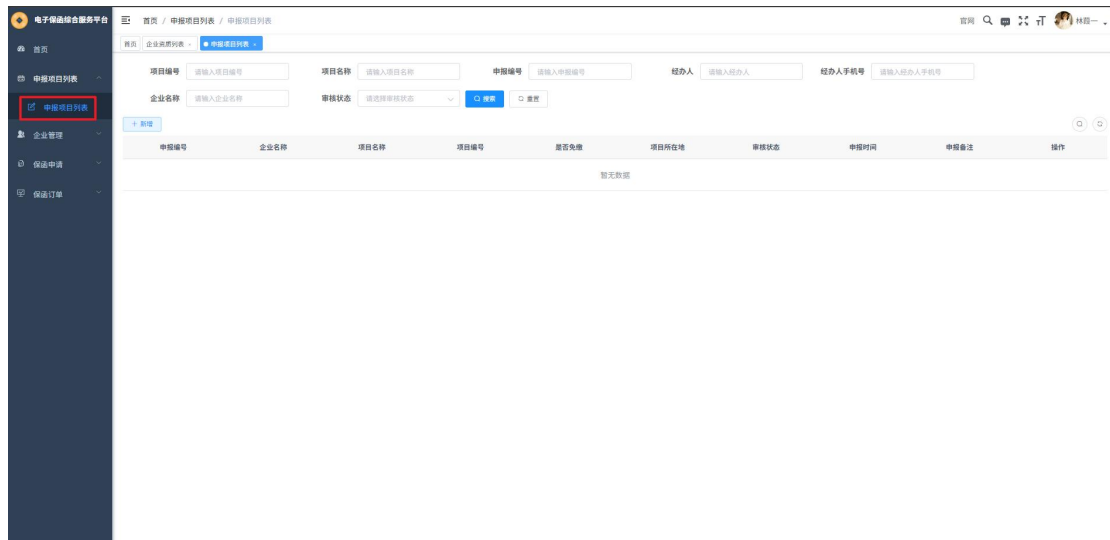 电子保函综合服务平台
首页 / 申报项目列表 / 申报项目列表
官网
首页
企业资质列表 ×
申报项目列表 ×
首页
申报项目列表
申报项目列表
企业管理
保函申请
保函订单
项目编号 请输入项目编号 项目名称 请输入项目名称 申报编号 请输入申报编号 经办人 请输入经办人 经办人手机号 请输入经办人手机号
企业名称 请输入企业名称 审核状态 请选择审核状态 搜索 重置
+ 新增
申报编号 企业名称 项目名称 项目编号 是否免缴 项目所在地 审核状态 申报时间 申报备注 操作
暂无数据